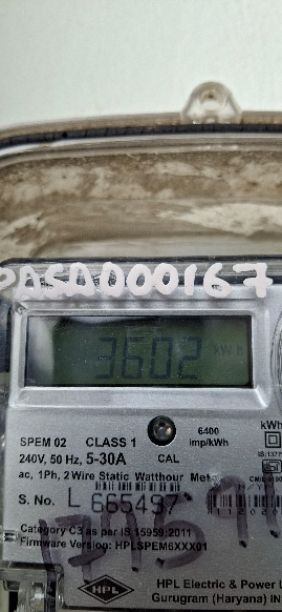 PASAD000167
3602 kWh
kWh
6400
imp/kWh
SPEM 02 CLASS 1
240V, 50 Hz, 5-30A CAL
ac, 1Ph, 2 Wire Static Watthour
S. No. L 665497
Category C3 as per IS 15959:2011
Firmware Version: HPLSPEM6XXX01
HPL
HPL Electric & Power
Gurugram (Haryana) IN